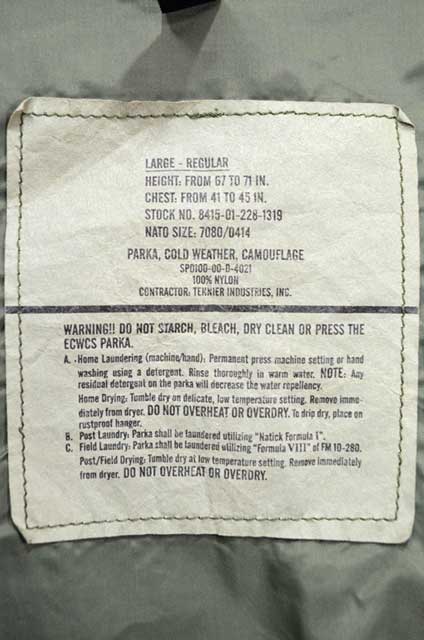 LARGE - REGULAR
HEIGHT: FROM 67 TO 71 IN.
CHEST: FROM 41 TO 45 IN.
STOCK NO. 8415-01-228-1319
NATO SIZE: 7080/0414
PARKA, COLD WEATHER, CAMOUFLAGE
SPO100-00-D-4021
100% NYLON
CONTRACTOR: TENNIER INDUSTRIES, INC.
WARNING!! DO NOT STARCH, BLEACH, DRY CLEAN OR PRESS THE
ECWCS PARKA.
A. Home Laundering (machine/hand): Permanent press machine setting or hand
washing using a detergent. Rinse thoroughly in warm water. NOTE: Any
residual detergent on the parka will decrease the water repellency.
Home Drying: Tumble dry on delicate, low temperature setting. Remove imme-
diately from dryer. DO NOT OVERHEAT OR OVERDRY. To drip dry, place on
rustproof hanger.
B. Post Laundry: Parka shall be laundered utilizing "Natick Formula I".
C. Field Laundry: Parka shall be laundered utilizing "Formula VIII" of FM 10-280.
Post/Field Drying: Tumble dry at low temperature setting. Remove immediately
from dryer. DO NOT OVERHEAT OR OVERDRY.